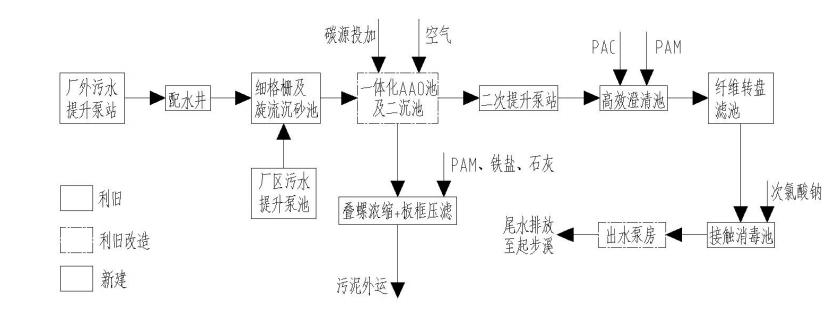 碳源投加
空气
PAC
PAM
厂外污水
提升泵站
配水井
细格栅及
旋流沉砂池
一体化AAO池
及二沉池
二次提升泵站
高效澄清池
纤维转盘
滤池
厂区污水
提升泵池
PAM、铁盐、石灰
叠螺浓缩+板框压滤
污泥外运
次氯酸钠
接触消毒池
出水泵房
尾水排放
至起步溪
利旧
利旧改造
新建